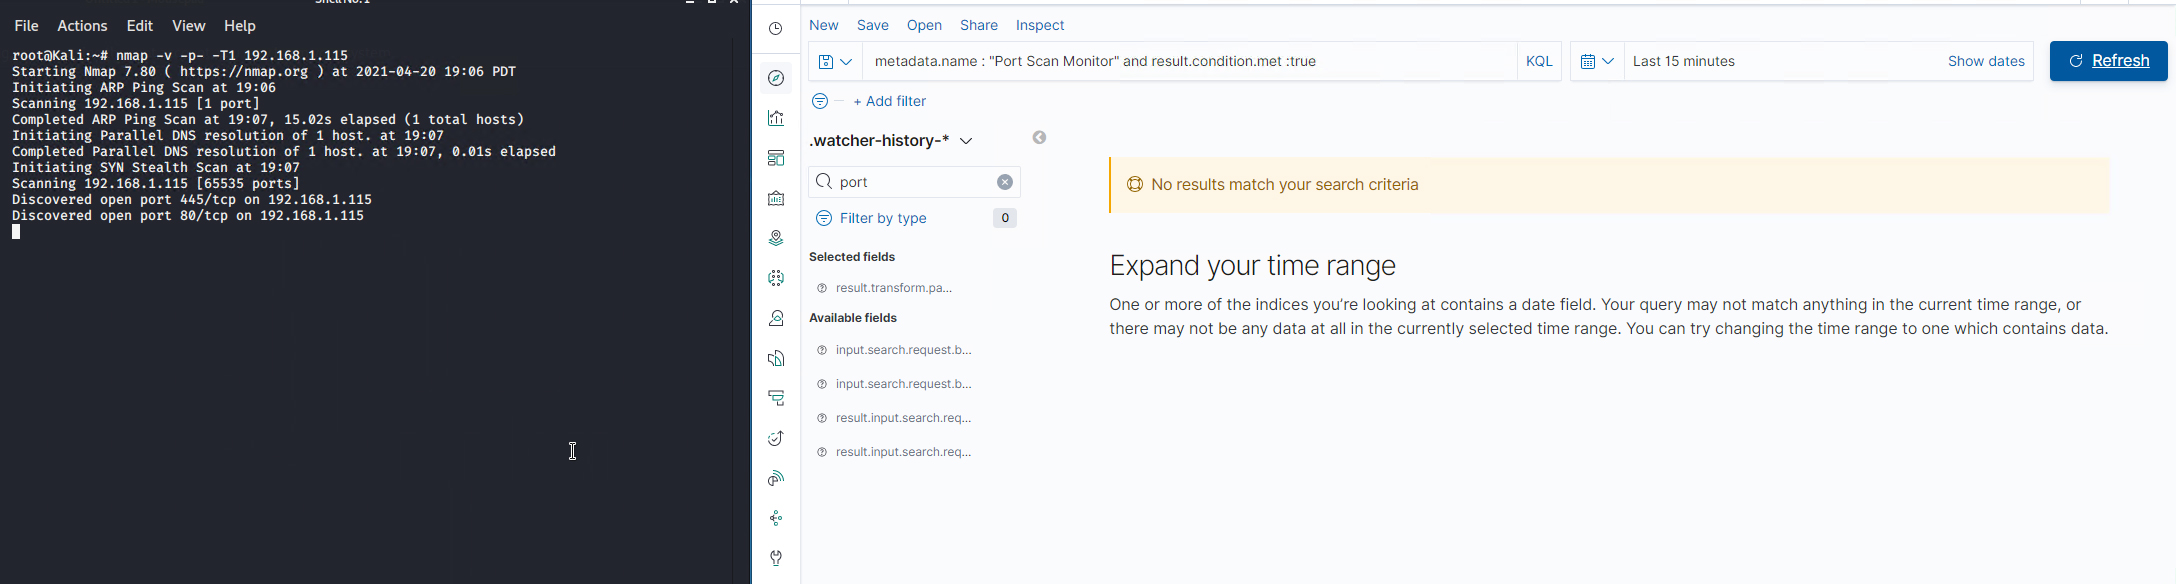 Shell No.1
File Actions Edit View Help
root@Kali:~# nmap -v -p- -T1 192.168.1.115
Starting Nmap 7.80 ( https://nmap.org ) at 2021-04-20 19:06 PDT
Initiating ARP Ping Scan at 19:06
Scanning 192.168.1.115 [1 port]
Completed ARP Ping Scan at 19:07, 15.02s elapsed (1 total hosts)
Initiating Parallel DNS resolution of 1 host. at 19:07
Completed Parallel DNS resolution of 1 host. at 19:07, 0.01s elapsed
Initiating SYN Stealth Scan at 19:07
Scanning 192.168.1.115 [65535 ports]
Discovered open port 445/tcp on 192.168.1.115
Discovered open port 80/tcp on 192.168.1.115
New Save Open Share Inspect
metadata.name : "Port Scan Monitor" and result.condition.met :true KQL Last 15 minutes Show dates Refresh
+ Add filter
.watcher-history-*
port
Filter by type 0
Selected fields
result.transform.pa...
Available fields
input.search.request.b...
input.search.request.b...
result.input.search.req...
result.input.search.req...
No results match your search criteria
Expand your time range
One or more of the indices you’re looking at contains a date field. Your query may not match anything in the current time range, or
there may not be any data at all in the currently selected time range. You can try changing the time range to one which contains data.